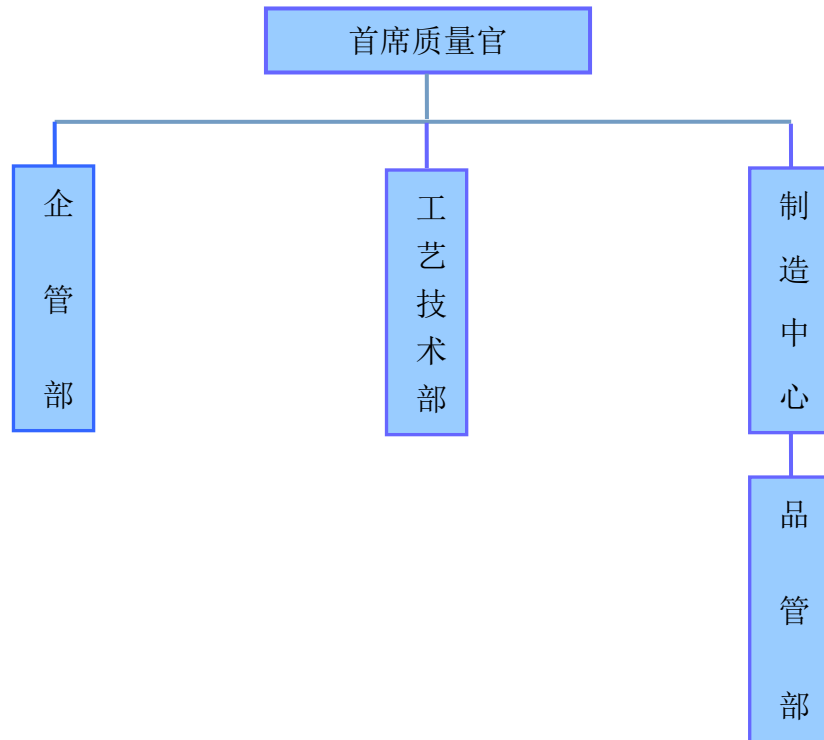 首席质量官
企管部
工艺技术部
制造中心
品管部